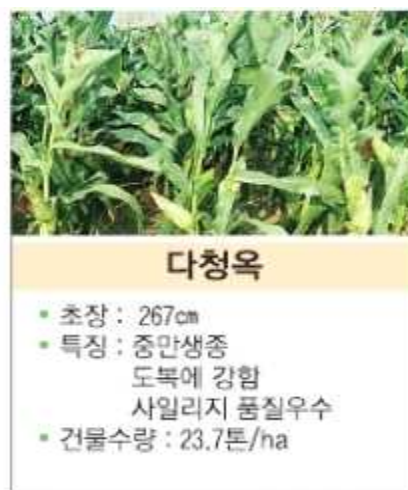 다청옥
• 초장 : 267㎝
• 특징 : 중만생종
도복에 강함
사일리지 품질우수
• 건물수량 : 23.7톤/ha